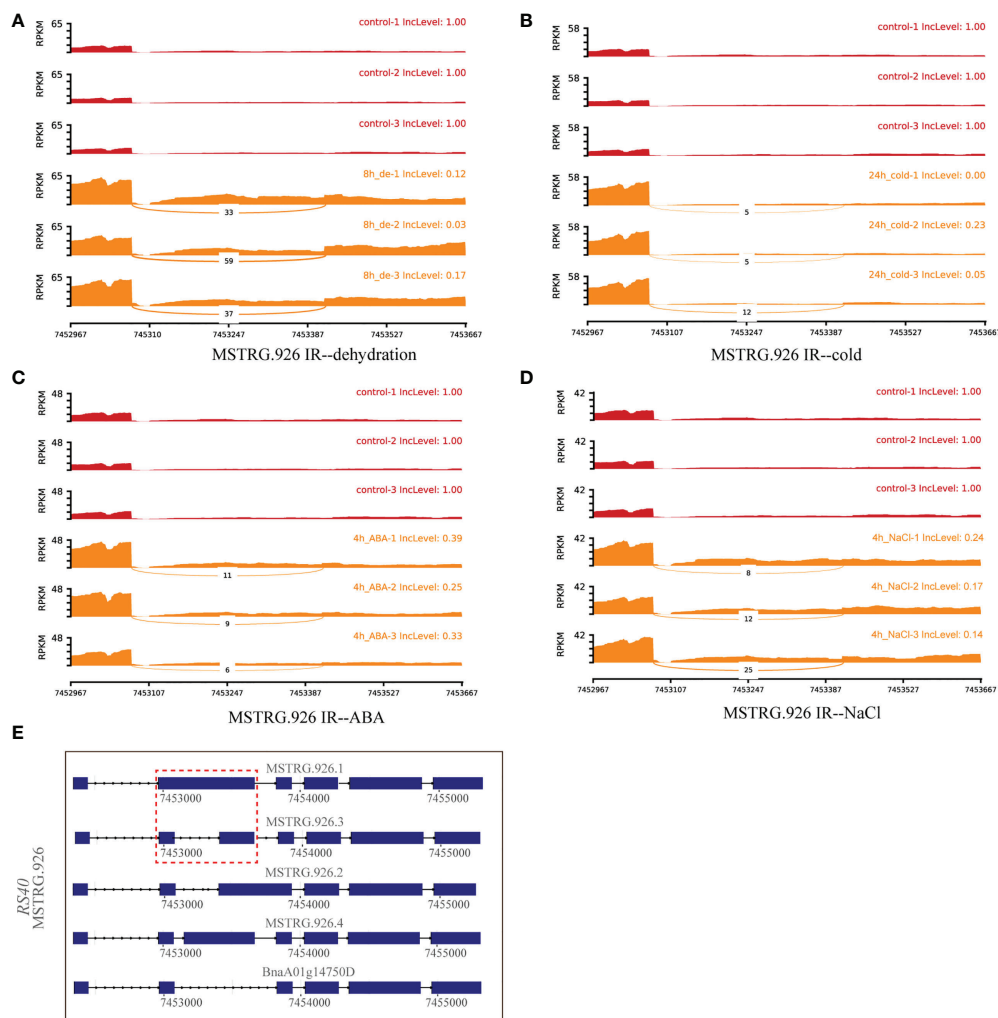 A
RPKM
65
control-1 IncLevel: 1.00
RPKM
65
control-2 IncLevel: 1.00
RPKM
65
control-3 IncLevel: 1.00
RPKM
65
8h_de-1 IncLevel: 0.12
33
RPKM
65
8h_de-2 IncLevel: 0.03
59
RPKM
65
8h_de-3 IncLevel: 0.17
37
7452967 745310 7453247 7453387 7453527 7453667
MSTRG.926 IR--dehydration
B
RPKM
58
control-1 IncLevel: 1.00
RPKM
58
control-2 IncLevel: 1.00
RPKM
58
control-3 IncLevel: 1.00
RPKM
58
24h_cold-1 IncLevel: 0.00
5
RPKM
58
24h_cold-2 IncLevel: 0.23
5
RPKM
58
24h_cold-3 IncLevel: 0.05
12
7452967 7453107 7453247 7453387 7453527 7453667
MSTRG.926 IR--cold
C
RPKM
48
control-1 IncLevel: 1.00
RPKM
48
control-2 IncLevel: 1.00
RPKM
48
control-3 IncLevel: 1.00
RPKM
48
4h_ABA-1 IncLevel: 0.39
11
RPKM
48
4h_ABA-2 IncLevel: 0.25
9
RPKM
48
4h_ABA-3 IncLevel: 0.33
6
7452967 7453107 7453247 7453387 7453527 7453667
MSTRG.926 IR--ABA
D
RPKM
42
control-1 IncLevel: 1.00
RPKM
42
control-2 IncLevel: 1.00
RPKM
42
control-3 IncLevel: 1.00
RPKM
42
4h_NaCl-1 IncLevel: 0.24
8
RPKM
42
4h_NaCl-2 IncLevel: 0.17
12
RPKM
42
4h_NaCl-3 IncLevel: 0.14
25
7452967 7453107 7453247 7453387 7453527 7453667
MSTRG.926 IR--NaCl
E
RS40
MSTRG.926
MSTRG.926.1
7453000 7454000 7455000
MSTRG.926.3
7453000 7454000 7455000
MSTRG.926.2
7453000 7454000 7455000
MSTRG.926.4
7453000 7454000 7455000
BnaA01g14750D
7453000 7454000 7455000